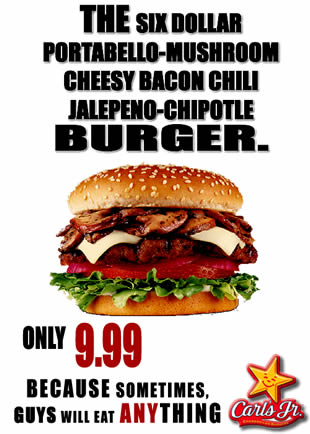 THE SIX DOLLAR
PORTABELLO-MUSHROOM
CHEESY BACON CHILI
JALEPENO-CHIPOTLE
BURGER.
ONLY 9.99
BECAUSE SOMETIMES,
GUYS WILL EAT ANYTHING
Carl's Jr.